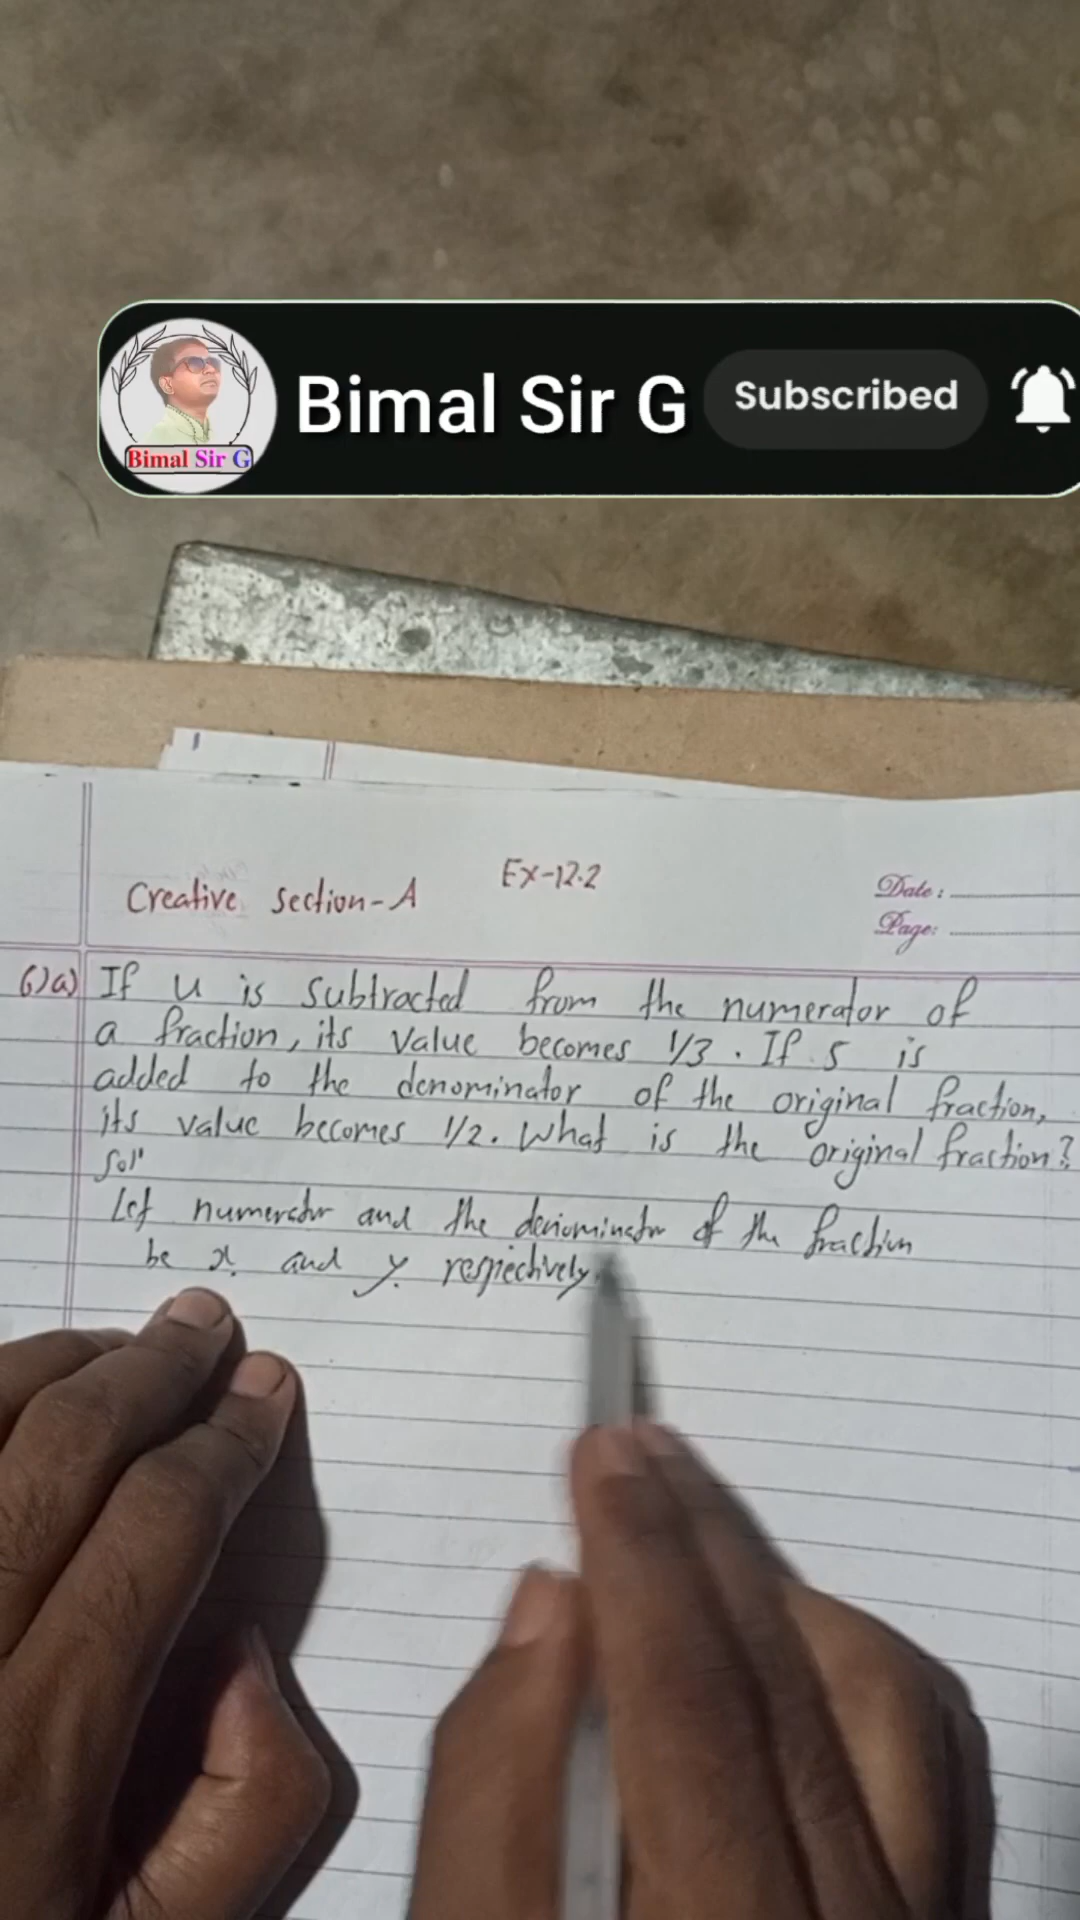 Bimal Sir G
Subscribed
Bimal Sir G
Ex-12.2
Creative section-A
Date:
Page:
6)a) If u is subtracted from the numerator of
a fraction, its value becomes 1/3. If 5 is
added to the denominator of the original fraction,
its value becomes 1/2. What is the original fraction?
Solⁿ
Let numerator and the denominator of the fraction
be x. and y. respectively.